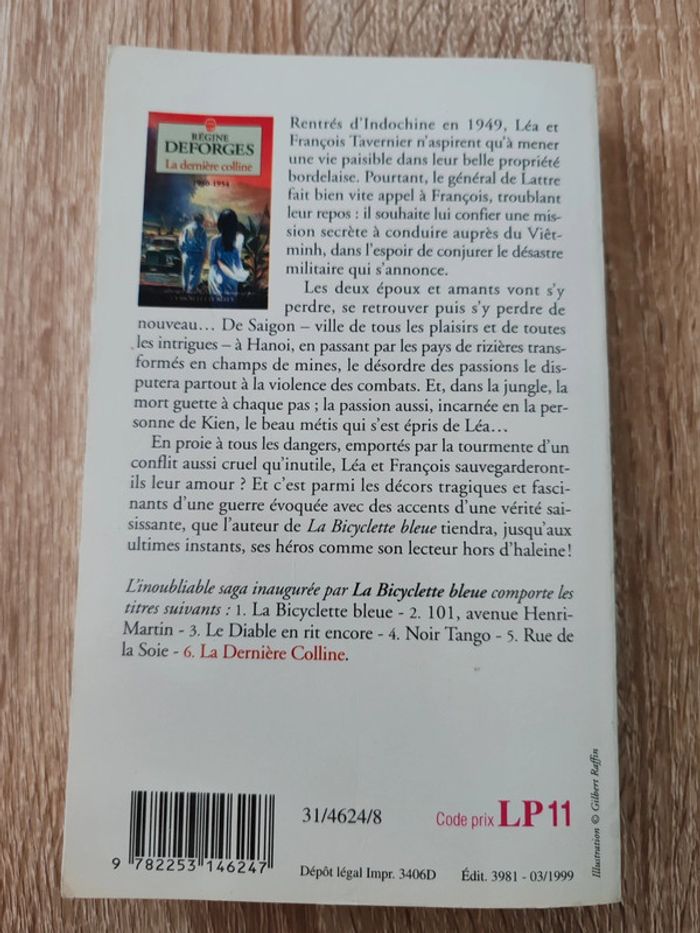 RÉGINE
DEFORGES
La dernière colline
1950-1954
Rentrés d'Indochine en 1949, Léa et
François Tavernier n'aspirent qu'à mener
une vie paisible dans leur belle propriété
bordelaise. Pourtant, le général de Lattre
fait bien vite appel à François, troublant
leur repos : il souhaite lui confier une mis-
sion secrète à conduire auprès du Viêt-
minh, dans l'espoir de conjurer le désastre
militaire qui s'annonce.
Les deux époux et amants vont s'y
perdre, se retrouver puis s'y perdre de
nouveau... De Saigon – ville de tous les plaisirs et de toutes
les intrigues – à Hanoi, en passant par les pays de rizières trans-
formés en champs de mines, le désordre des passions le dis-
putera partout à la violence des combats. Et, dans la jungle, la
mort guette à chaque pas ; la passion aussi, incarnée en la per-
sonne de Kien, le beau métis qui s'est épris de Léa...
En proie à tous les dangers, emportés par la tourmente d'un
conflit aussi cruel qu'inutile, Léa et François sauvegarderont-
ils leur amour ? Et c'est parmi les décors tragiques et fasci-
nants d'une guerre évoquée avec des accents d'une vérité sai-
sissante, que l'auteur de La Bicyclette bleue tiendra, jusqu'aux
ultimes instants, ses héros comme son lecteur hors d'haleine!
L'inoubliable saga inaugurée par La Bicyclette bleue comporte les
titres suivants : 1. La Bicyclette bleue - 2. 101, avenue Henri-
Martin - 3. Le Diable en rit encore - 4. Noir Tango - 5. Rue de
la Soie - 6. La Dernière Colline.
31/4624/8
Code prix LP 11
9 782253 146247
Dépôt légal Impr. 3406D Édit. 3981 - 03/1999
Illustration © Gilbert Raffin